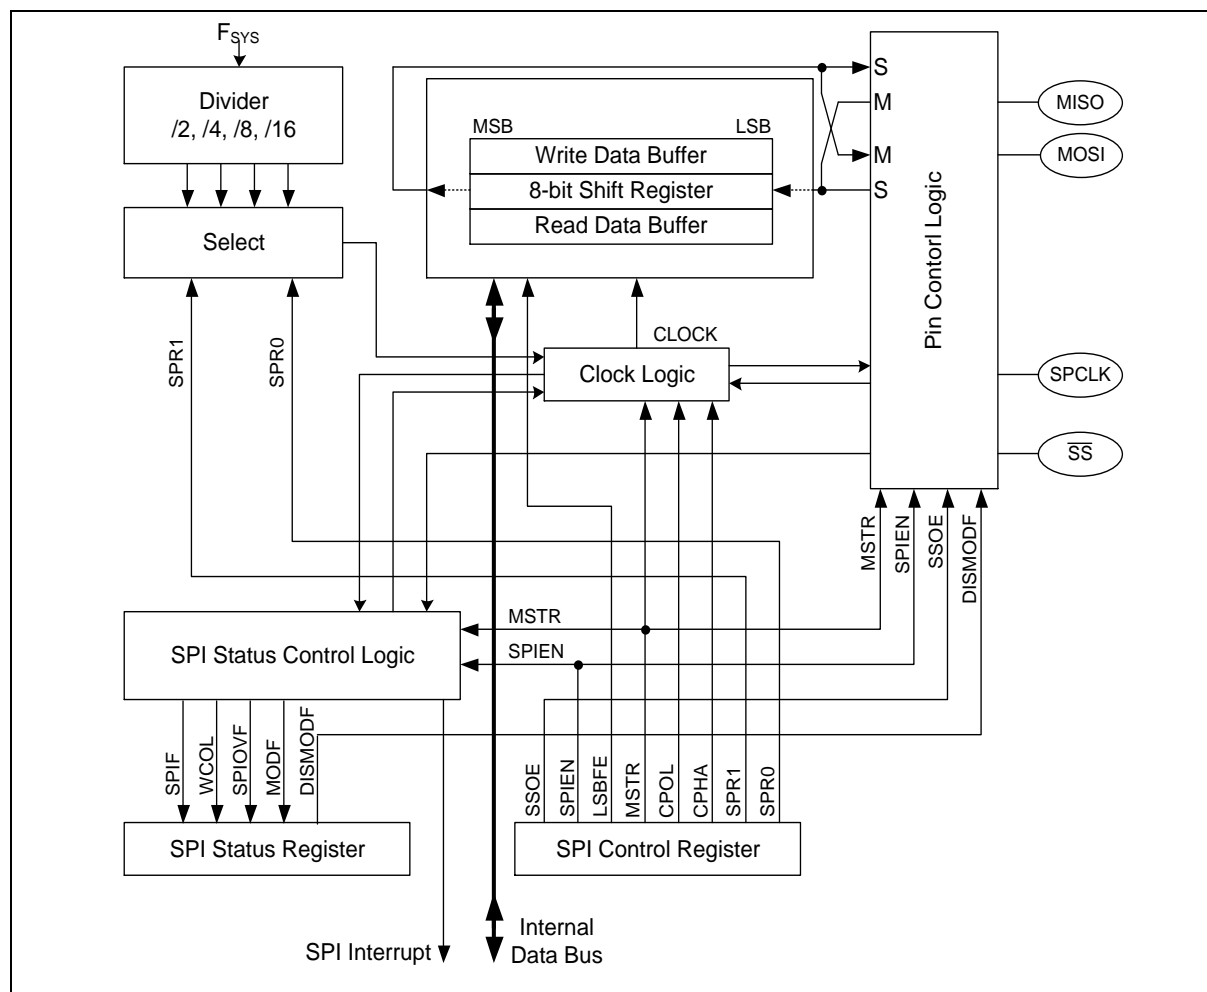 FSYS
Divider
/2, /4, /8, /16
Select
SPR1
SPR0
MSB
LSB
Write Data Buffer
8-bit Shift Register
Read Data Buffer
CLOCK
Clock Logic
S
M
M
S
Pin Contorl Logic
MISO
MOSI
SPCLK
SS
MSTR
SPIEN
SSOE
DISMODF
MSTR
SPIEN
SPI Status Control Logic
SPIF
WCOL
SPIOVF
MODF
DISMODF
SPI Status Register
SSOE
SPIEN
LSBFE
MSTR
CPOL
CPHA
SPR1
SPR0
SPI Control Register
SPI Interrupt
Internal
Data Bus